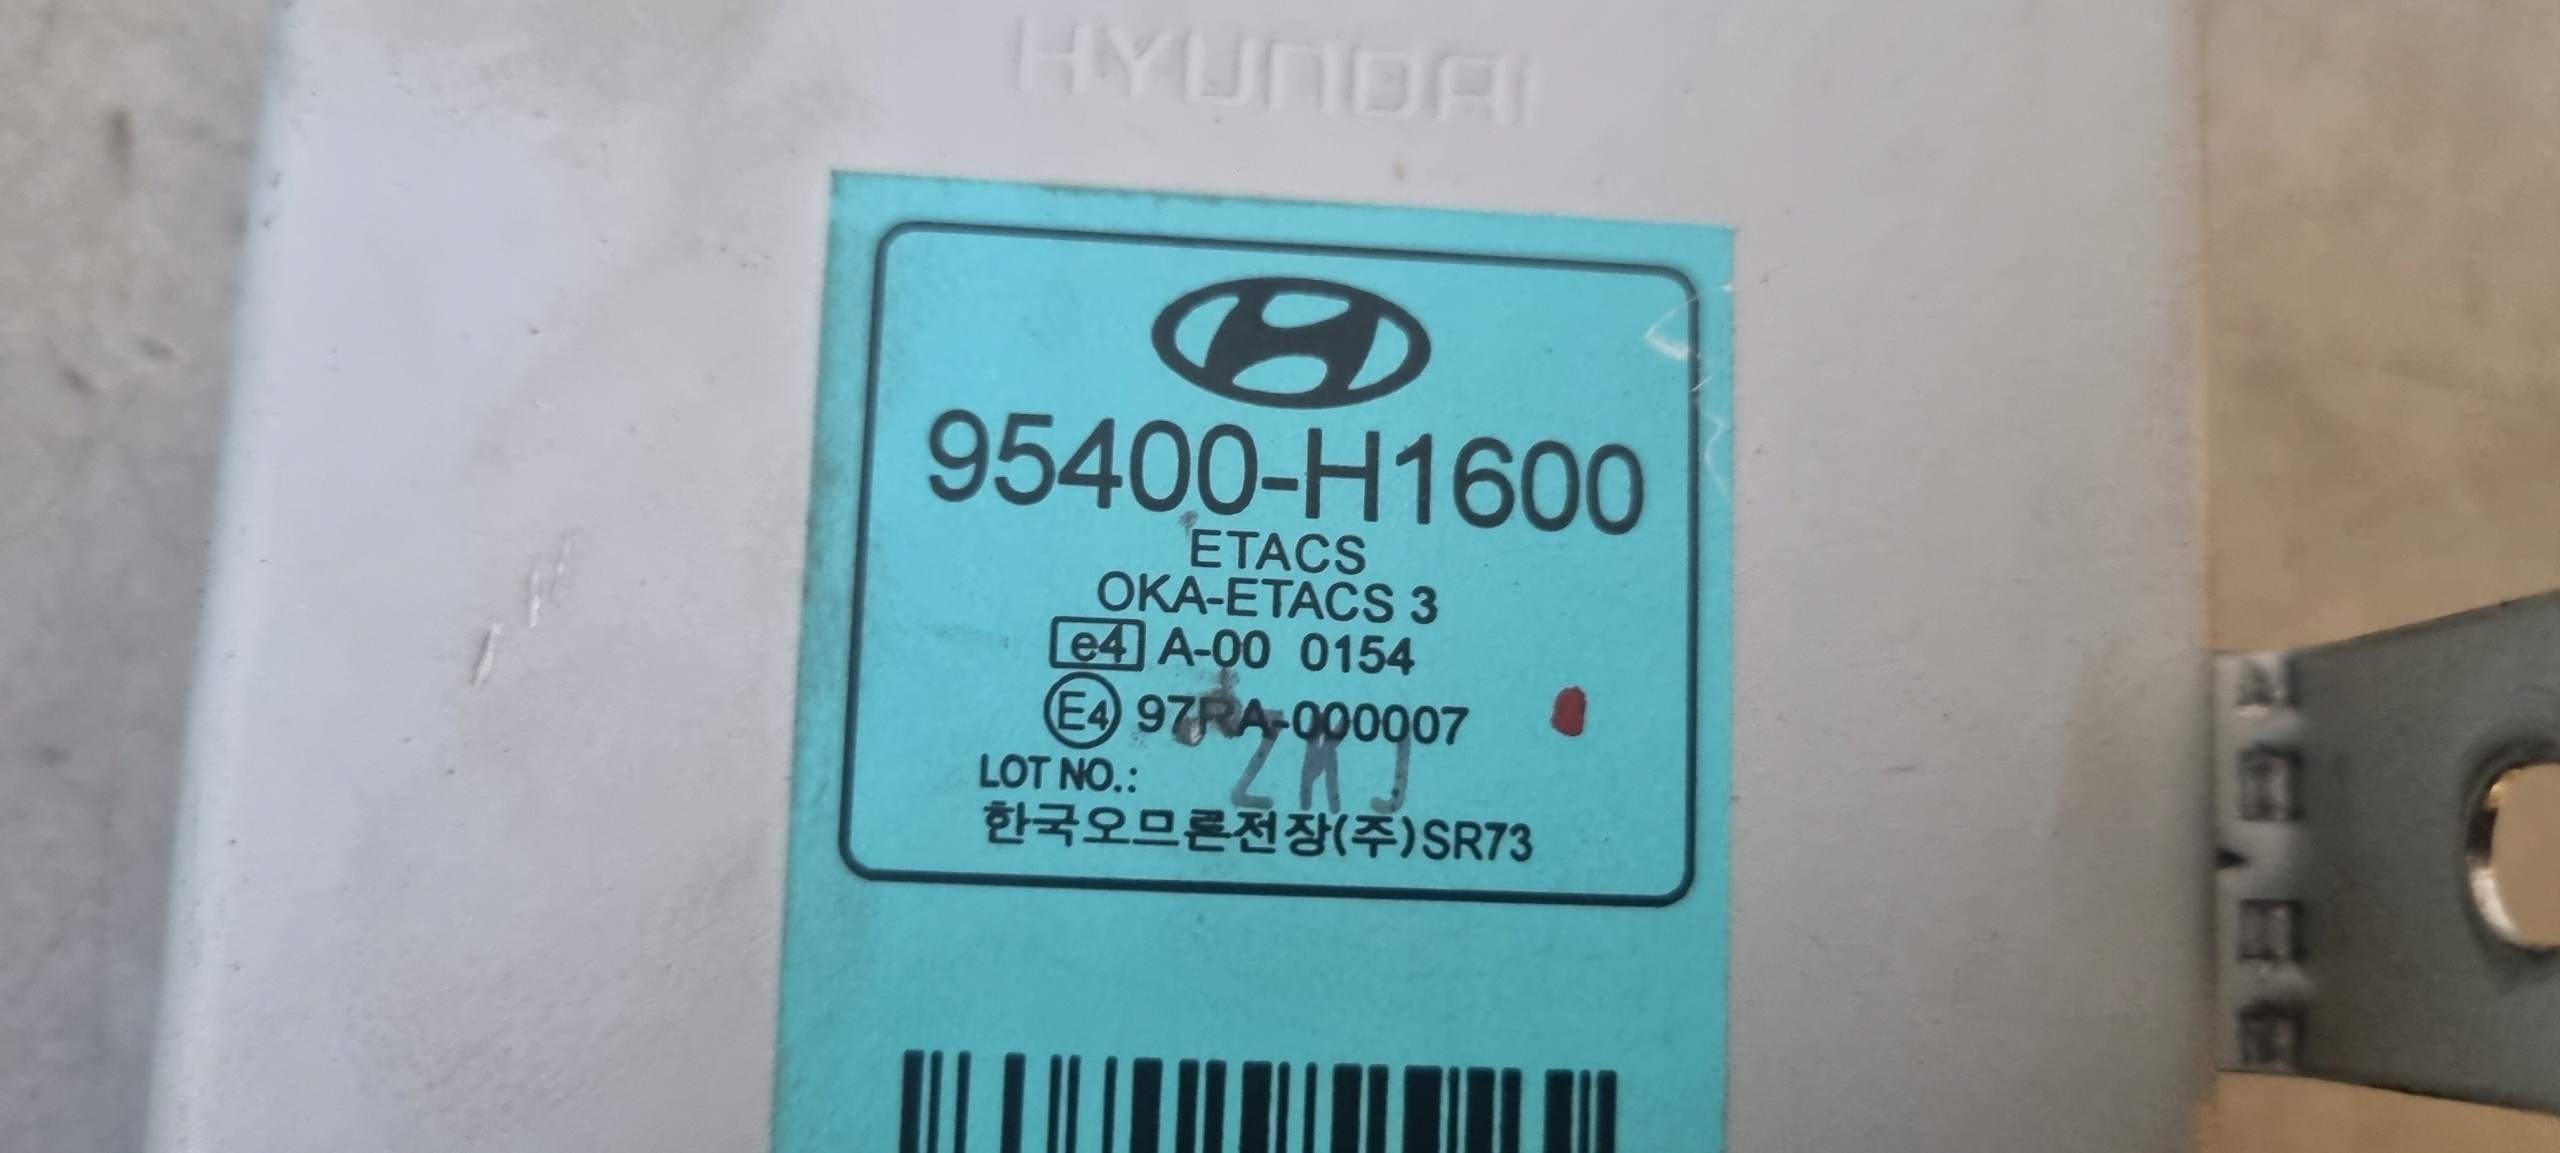 HYUNDAI
95400-H1600
ETACS
OKA-ETACS 3
e4 A-00 0154
E4 97RA-000007
LOT NO.: ZKJ
한국오므론전장(주)SR73